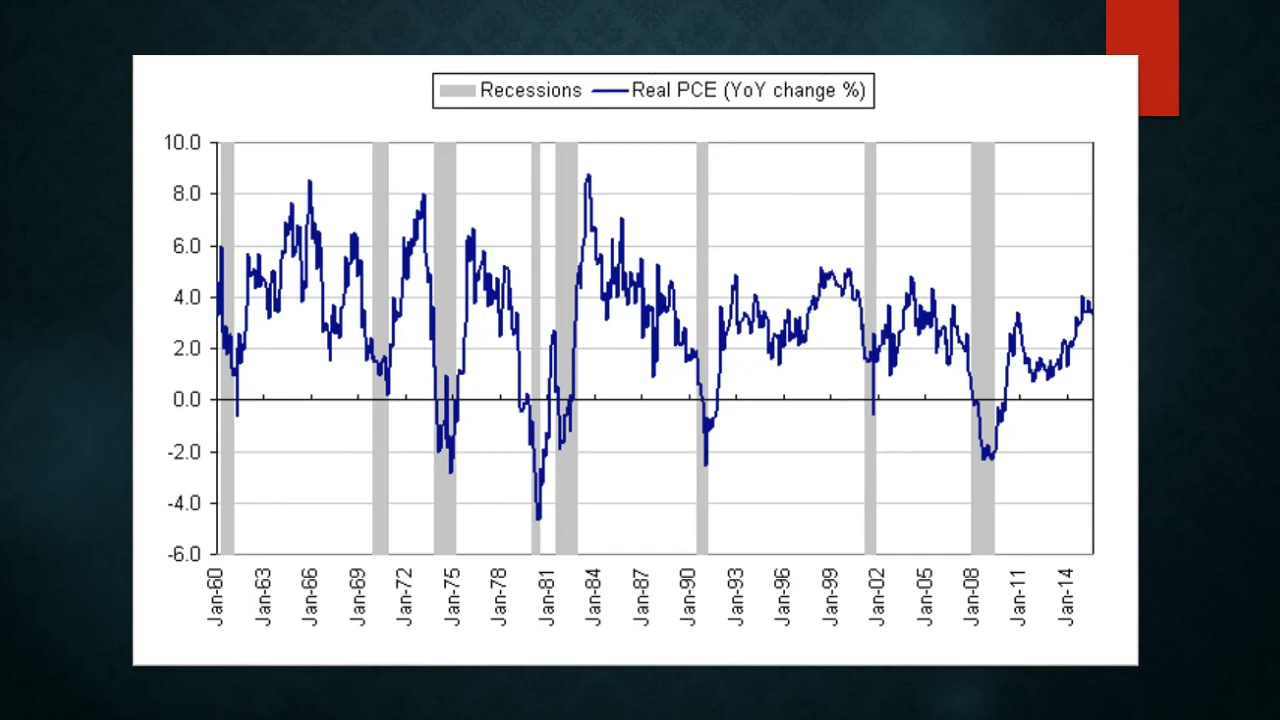 Recessions Real PCE (YoY change %)
10.0
8.0
6.0
4.0
2.0
0.0
-2.0
-4.0
-6.0
Jan-60
Jan-63
Jan-66
Jan-69
Jan-72
Jan-75
Jan-78
Jan-81
Jan-84
Jan-87
Jan-90
Jan-93
Jan-96
Jan-99
Jan-02
Jan-05
Jan-08
Jan-11
Jan-14